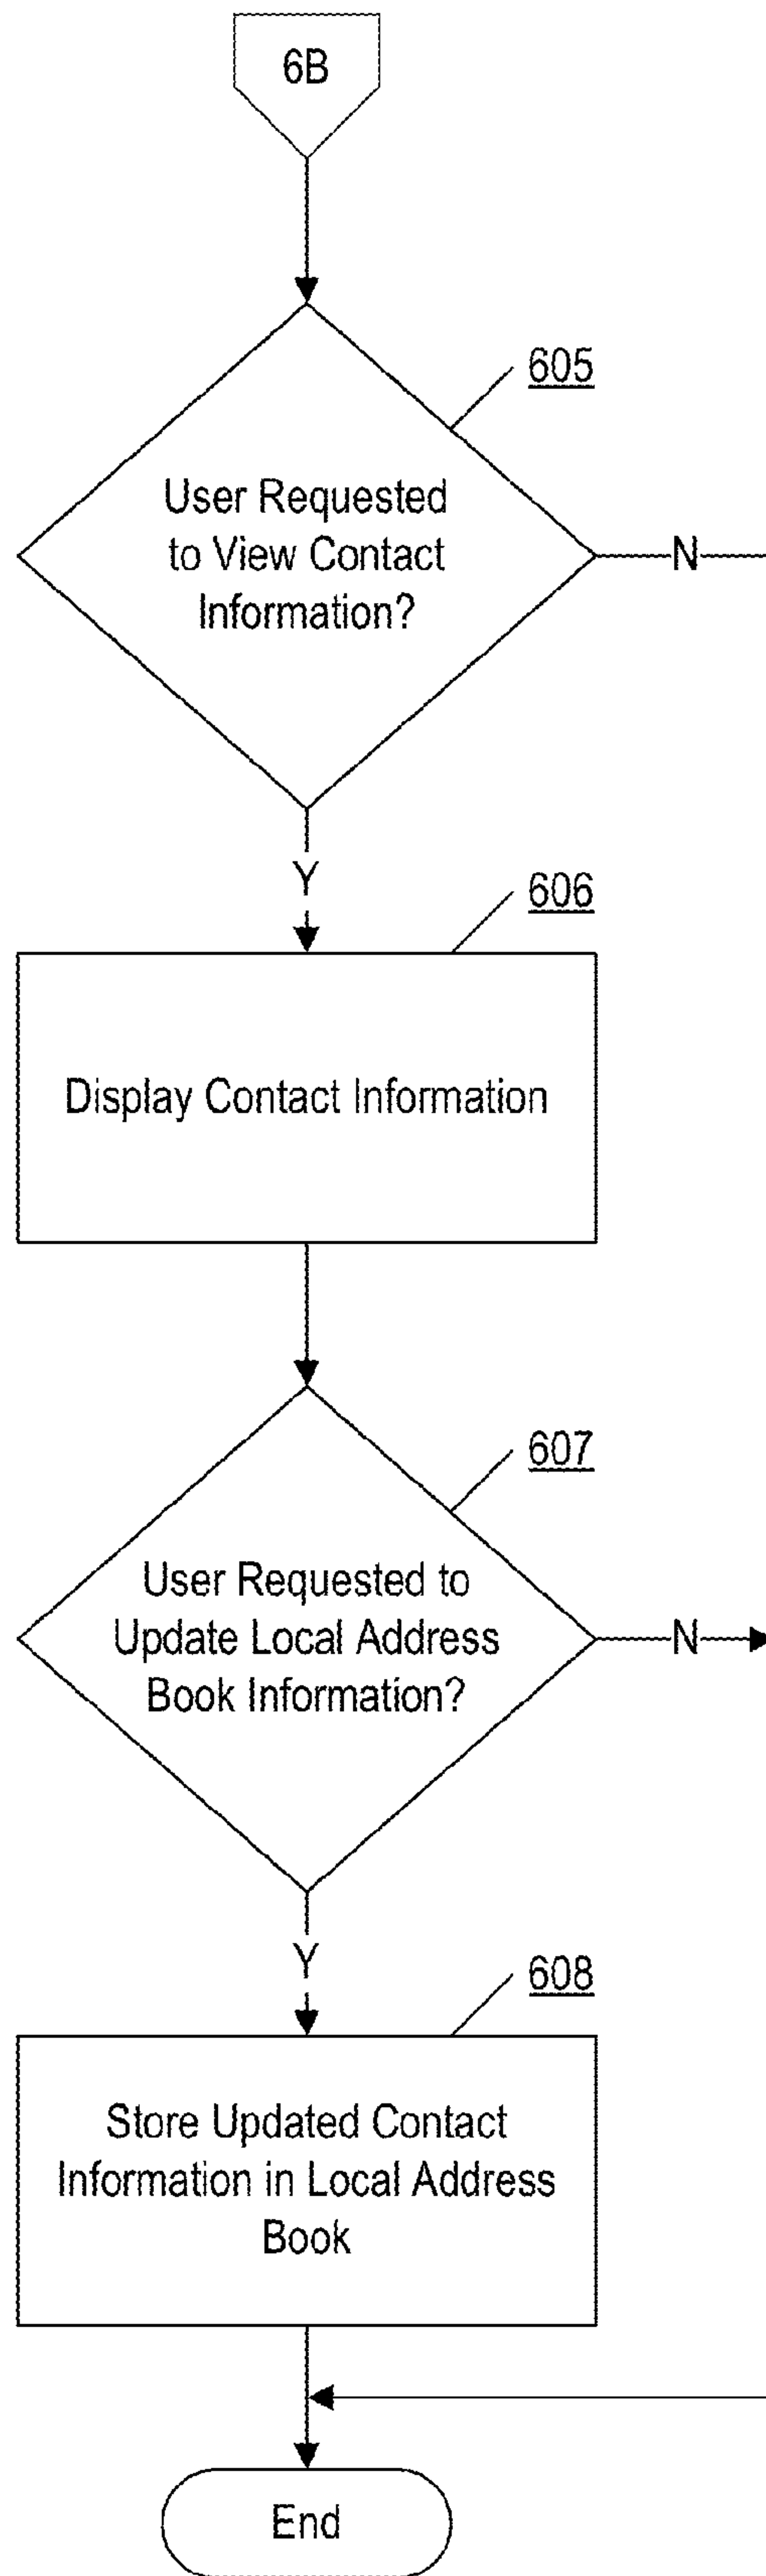 6B
605
User Requested
to View Contact
Information?
N
Y
606
Display Contact Information
607
User Requested to
Update Local Address
Book Information?
N
Y
608
Store Updated Contact
Information in Local Address
Book
End